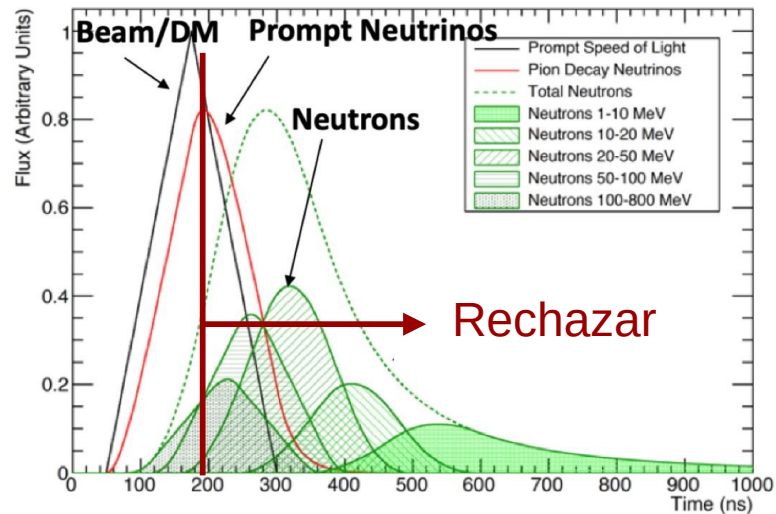 Beam/DM
Prompt Neutrinos
Neutrons
Rechazar
Prompt Speed of Light
Pion Decay Neutrinos
Total Neutrons
Neutrons 1-10 MeV
Neutrons 10-20 MeV
Neutrons 20-50 MeV
Neutrons 50-100 MeV
Neutrons 100-800 MeV
Flux (Arbitrary Units)
1
0.8
0.6
0.4
0.2
0
0 100 200 300 400 500 600 700 800 900 1000
Time (ns)